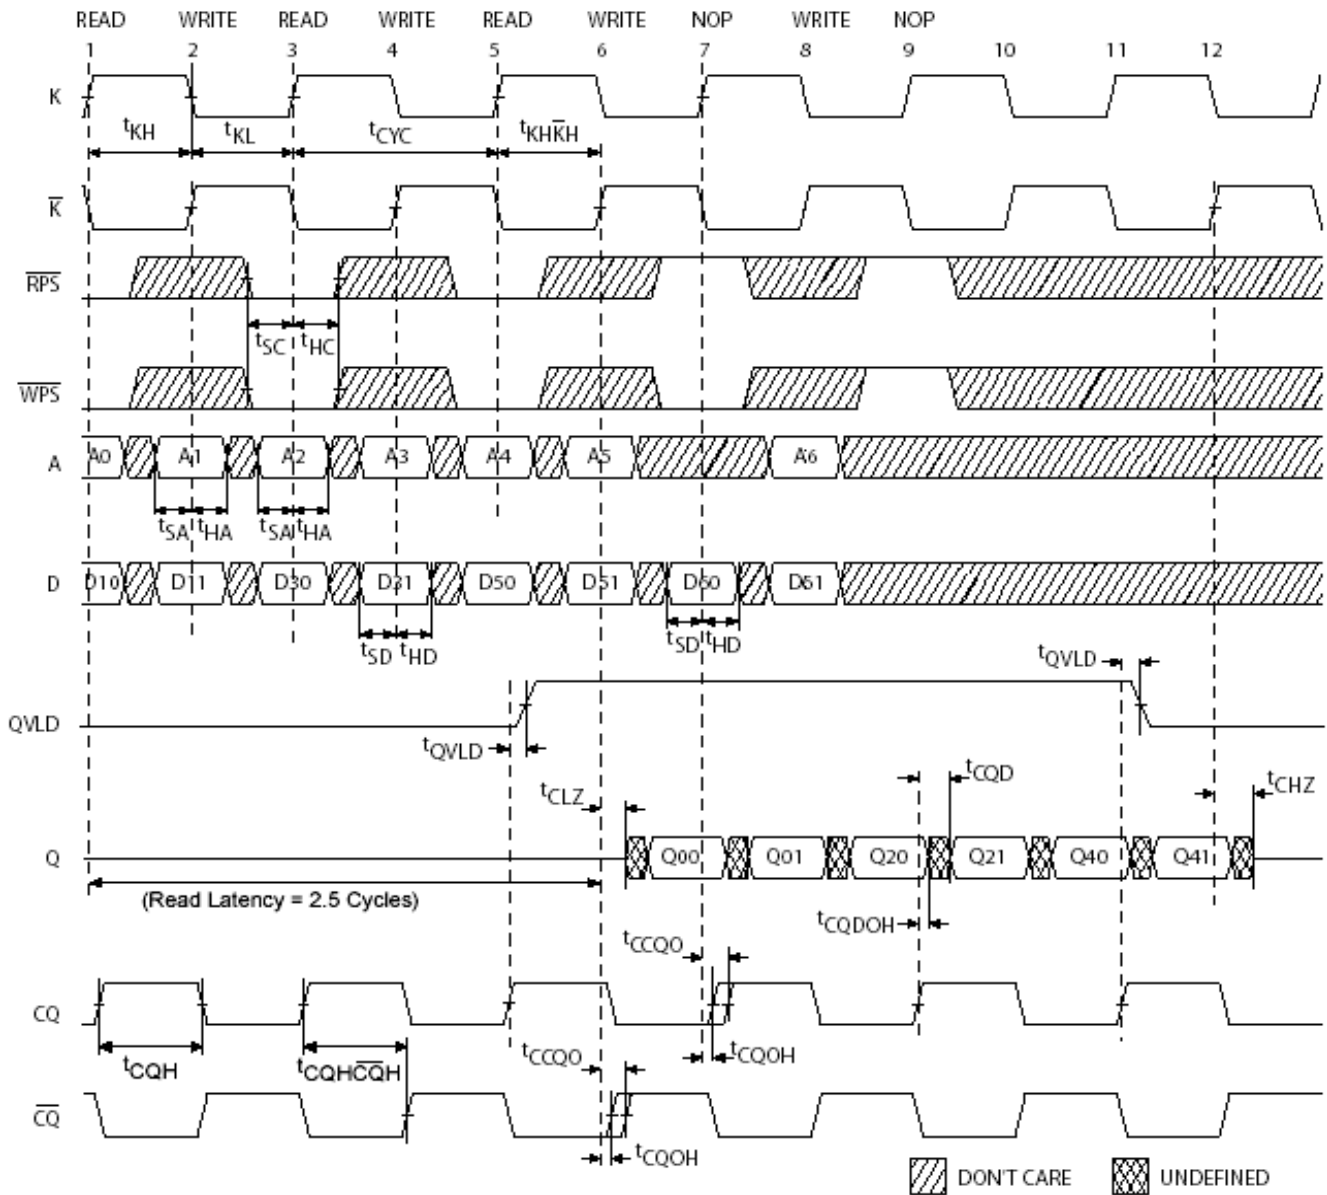 READ WRITE READ WRITE READ WRITE NOP WRITE NOP
1 2 3 4 5 6 7 8 9 10 11 12
K
tKH tKL tCYC tKHK̅H
K̅
R̅P̅S̅
tSC tHC
W̅P̅S̅
A A0 A1 A2 A3 A4 A5 A6
tSA tHA tSA tHA
D D10 D11 D30 D31 D50 D51 D60 D61
tSD tHD tSD tHD
tQVLD
QVLD
tQVLD
tCQD
tCLZ tCHZ
Q Q00 Q01 Q20 Q21 Q40 Q41
(Read Latency = 2.5 Cycles)
tCQDOH
tCCQO
CQ
tCQH tCQHC̅Q̅H tCCQO tCQOH
C̅Q̅
tCQOH
DON'T CARE UNDEFINED